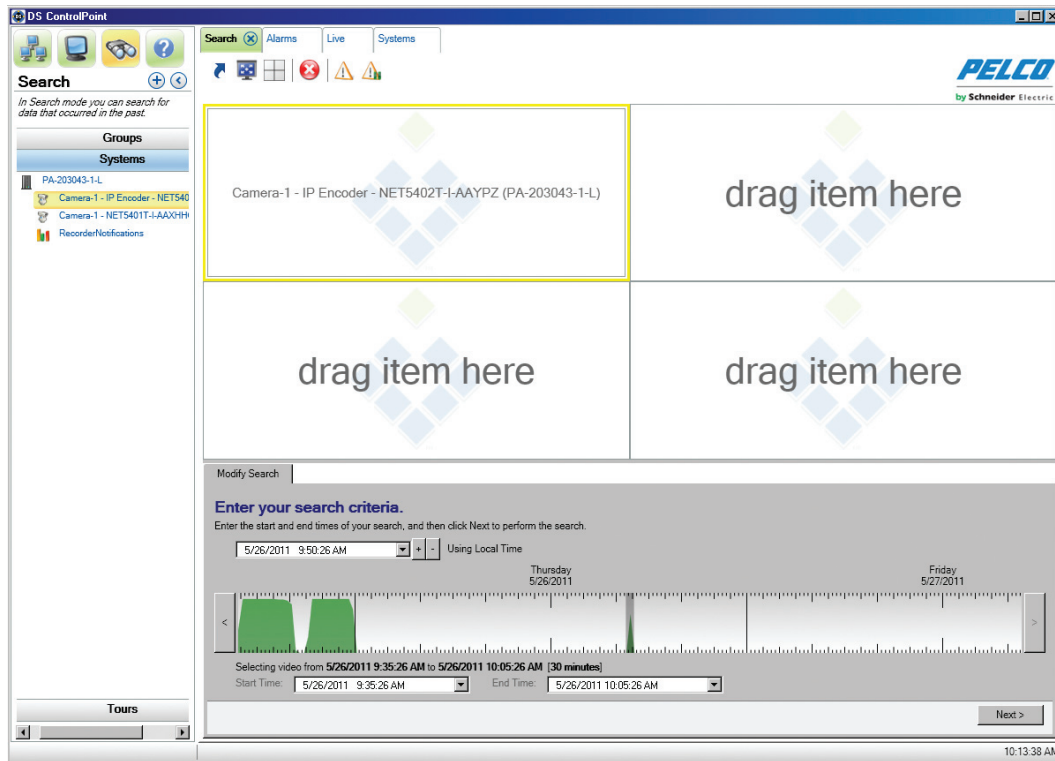 DS ControlPoint
Search
In Search mode you can search for
data that occurred in the past.
Groups
Systems
PA-203043-1-L
Camera-1 - IP Encoder - NET540
Camera-1 - NET5401T-I-AAXHH
RecorderNotifications
Tours
Search
Alarms
Live
Systems
PELCO
by Schneider Electric
Camera-1 - IP Encoder - NET5402T-I-AAYPZ (PA-203043-1-L)
drag item here
drag item here
drag item here
Modify Search
Enter your search criteria.
Enter the start and end times of your search, and then click Next to perform the search.
5/26/2011 9:50:26 AM
+ -
Using Local Time
Thursday
5/26/2011
Friday
5/27/2011
<
>
Selecting video from 5/26/2011 9:35:26 AM to 5/26/2011 10:05:26 AM [30 minutes]
Start Time: 5/26/2011 9:35:26 AM End Time: 5/26/2011 10:05:26 AM
Next >
10:13:38 AM